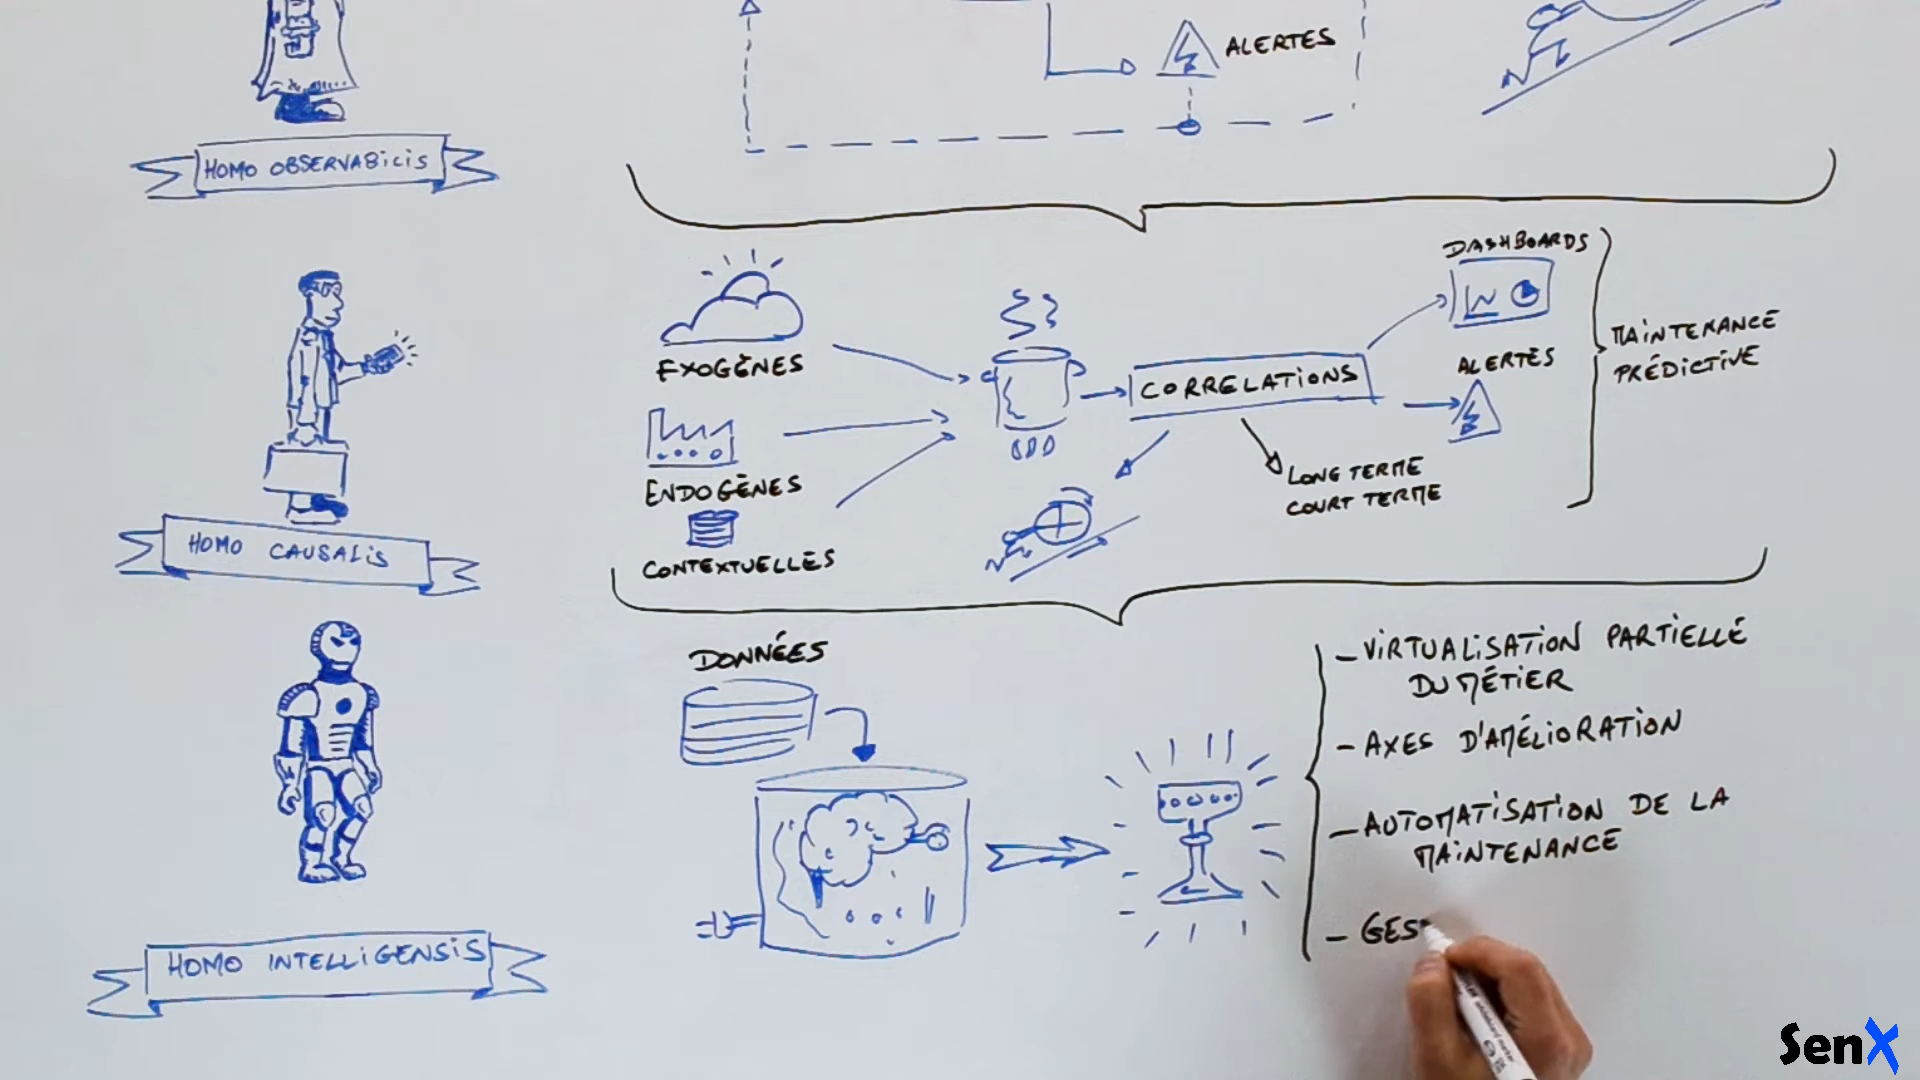 ALERTES
HOMO OBSERVABILIS
DASHBOARDS
EXOGÈNES
MAINTENANCE
PRÉDICTIVE
ALERTES
CORRELATIONS
ENDOGÈNES
LONG TERME
COURT TERME
CONTEXTUELLES
HOMO CAUSALIS
DONNÉES
- VIRTUALISATION PARTIELLE
DU MÉTIER
- AXES D'AMÉLIORATION
- AUTOMATISATION DE LA
MAINTENANCE
- GES
HOMO INTELLIGENSIS
SenX